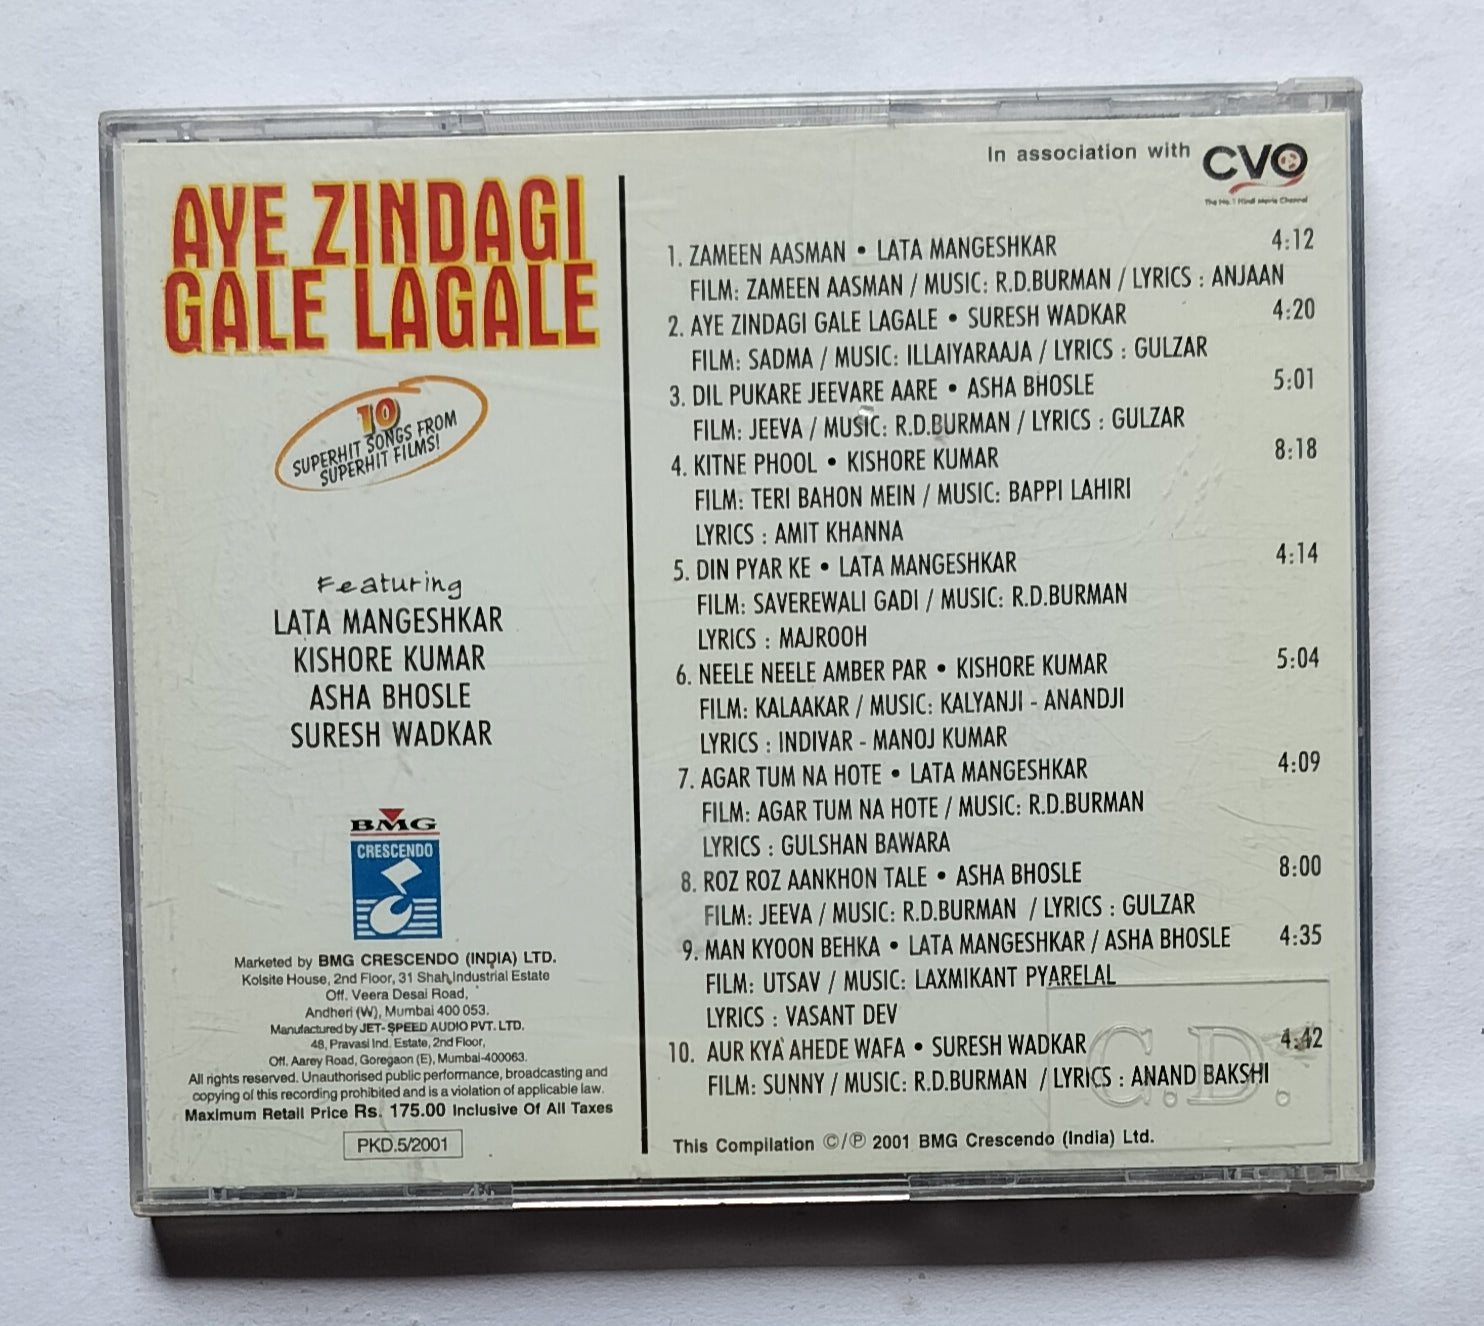 AYE ZINDAGI
GALE LAGALE
10
SUPERHIT SONGS FROM
SUPERHIT FILMS!
Featuring
LATA MANGESHKAR
KISHORE KUMAR
ASHA BHOSLE
SURESH WADKAR
BMG
CRESCENDO
Marketed by BMG CRESCENDO (INDIA) LTD.
Kolsite House, 2nd Floor, 31 Shah Industrial Estate
Off. Veera Desai Road,
Andheri (W), Mumbai 400 053.
Manufactured by JET- SPEED AUDIO PVT. LTD.
48, Pravasi Ind. Estate, 2nd Floor,
Off. Aarey Road, Goregaon (E), Mumbai-400063.
All rights reserved. Unauthorised public performance, broadcasting and
copying of this recording prohibited and is a violation of applicable law.
Maximum Retail Price Rs. 175.00 Inclusive Of All Taxes
PKD.5/2001
In association with CVO
The No. 1 Hindi Movie Channel
1. ZAMEEN AASMAN • LATA MANGESHKAR 4:12
FILM: ZAMEEN AASMAN / MUSIC: R.D.BURMAN / LYRICS : ANJAAN
2. AYE ZINDAGI GALE LAGALE • SURESH WADKAR 4:20
FILM: SADMA / MUSIC: ILLAIYARAAJA / LYRICS : GULZAR
3. DIL PUKARE JEEVARE AARE • ASHA BHOSLE 5:01
FILM: JEEVA / MUSIC: R.D.BURMAN / LYRICS : GULZAR
4. KITNE PHOOL • KISHORE KUMAR 8:18
FILM: TERI BAHON MEIN / MUSIC: BAPPI LAHIRI
LYRICS : AMIT KHANNA
5. DIN PYAR KE • LATA MANGESHKAR 4:14
FILM: SAVEREWALI GADI / MUSIC: R.D.BURMAN
LYRICS : MAJROOH
6. NEELE NEELE AMBER PAR • KISHORE KUMAR 5:04
FILM: KALAAKAR / MUSIC: KALYANJI - ANANDJI
LYRICS : INDIVAR - MANOJ KUMAR
7. AGAR TUM NA HOTE • LATA MANGESHKAR 4:09
FILM: AGAR TUM NA HOTE / MUSIC: R.D.BURMAN
LYRICS : GULSHAN BAWARA
8. ROZ ROZ AANKHON TALE • ASHA BHOSLE 8:00
FILM: JEEVA / MUSIC: R.D.BURMAN / LYRICS : GULZAR
9. MAN KYOON BEHKA • LATA MANGESHKAR / ASHA BHOSLE 4:35
FILM: UTSAV / MUSIC: LAXMIKANT PYARELAL
LYRICS : VASANT DEV
10. AUR KYA AHEDE WAFA • SURESH WADKAR 4:42
FILM: SUNNY / MUSIC: R.D.BURMAN / LYRICS : ANAND BAKSHI
C.D.
This Compilation ©/℗ 2001 BMG Crescendo (India) Ltd.